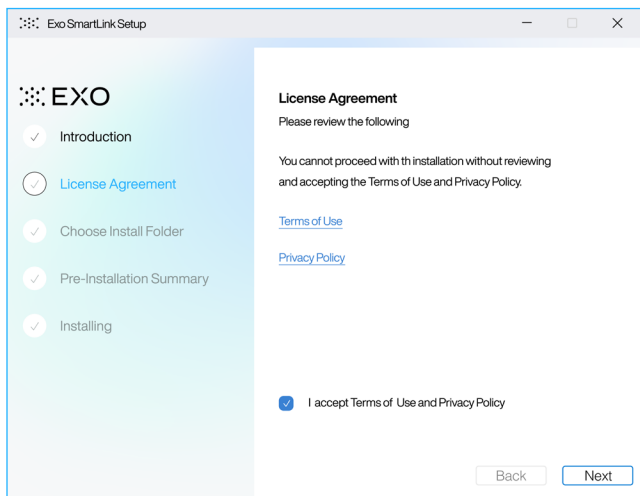 Exo SmartLink Setup
EXO
Introduction
License Agreement
Choose Install Folder
Pre-Installation Summary
Installing
License Agreement
Please review the following
You cannot proceed with th installation without reviewing
and accepting the Terms of Use and Privacy Policy.
Terms of Use
Privacy Policy
I accept Terms of Use and Privacy Policy
Back
Next